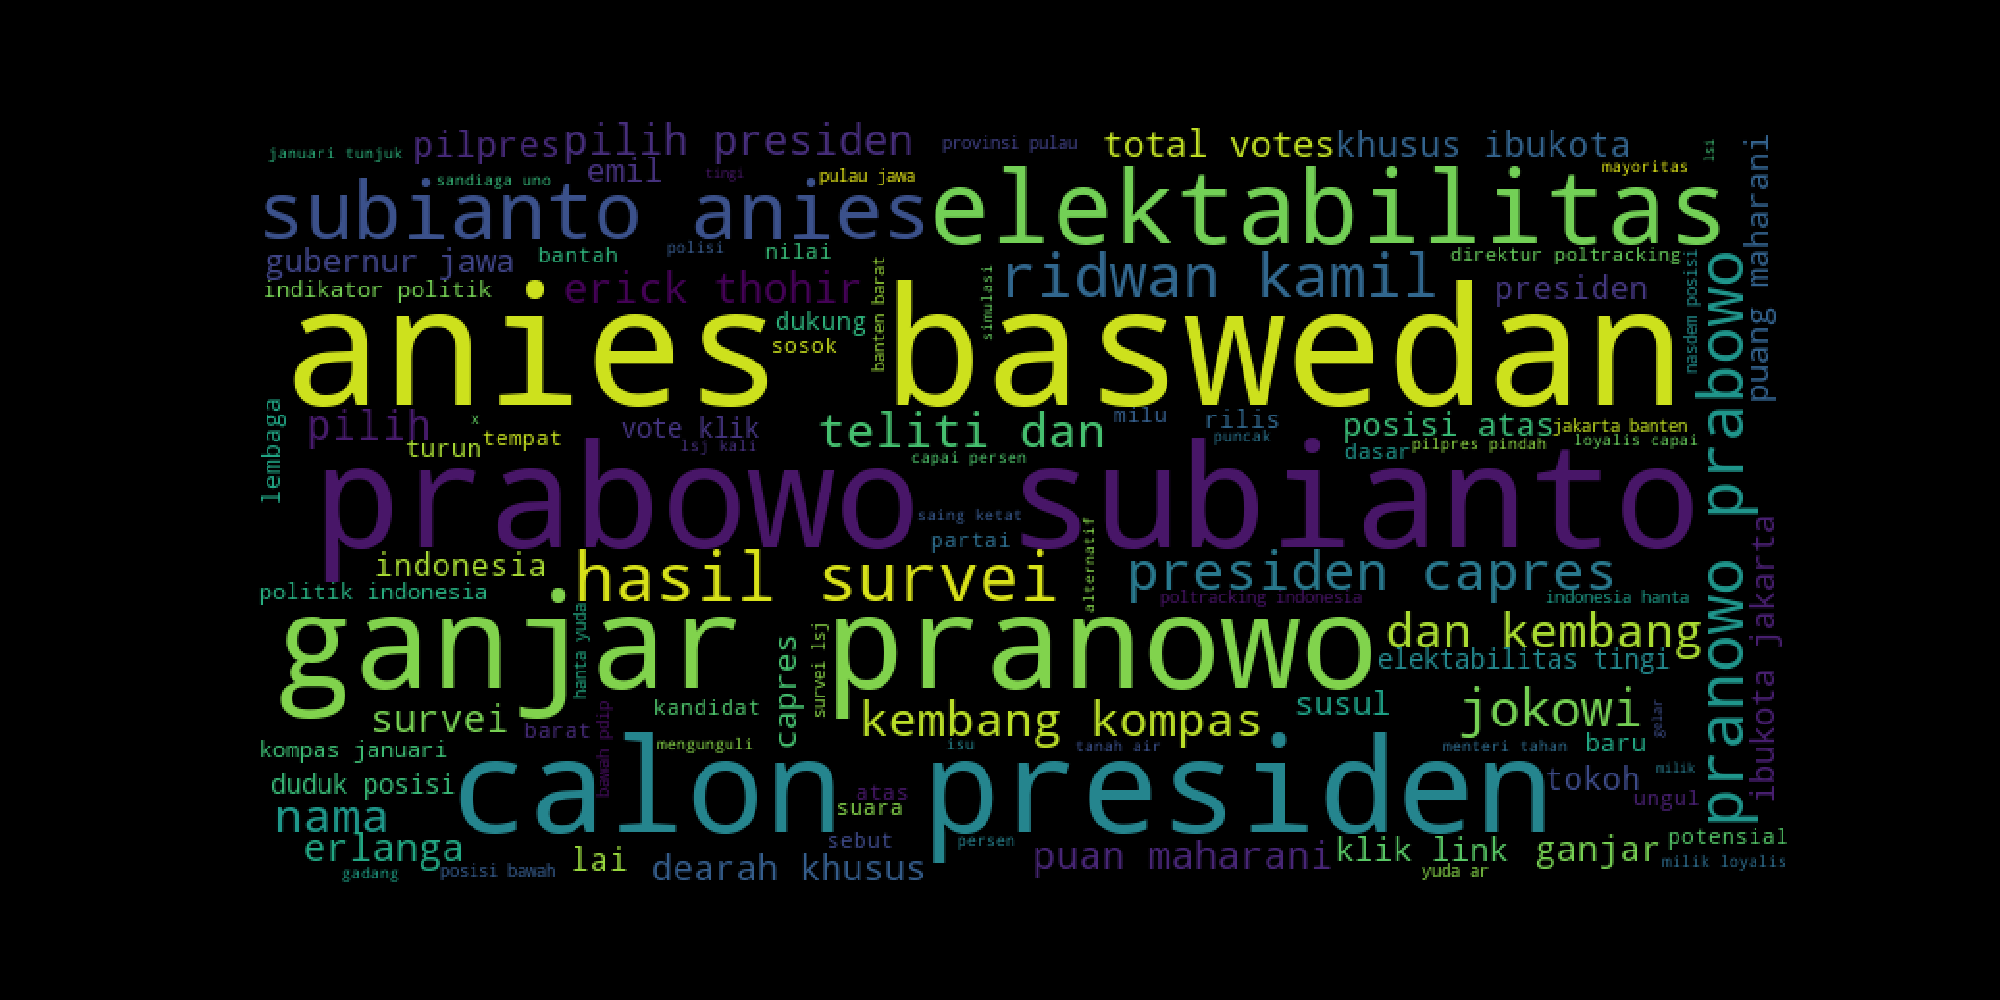 januari tunjuk
pilpres
pilih presiden
provinsi pulau
total votes
khusus ibukota
lsi
puang maharani
sandiaga uno
emil
tingi
pulau jawa
mayoritas
subianto anies
elektabilitas
gubernur jawa
bantah
polisi
nilai
direktur poltracking
indikator politik
erick thohir
banten barat
simulasi
ridwan kamil
presiden
nasdem posisi
pranowo prabowo
anies baswedan
dukung
sosok
lembaga
pilih
x
turun
tempat
vote klik
lsj kali
teliti dan
capai persen
milu
rilis
puncak
posisi atas
jakarta banten
dasar
pilpres pindah
loyalis capai
prabowo subianto
saing ketat
partai
alternatif
indonesia
hasil survei
presiden capres
politik indonesia
poltracking indonesia
indonesia hanta
ibukota jakarta
ganjar pranowo
hanta yuda
capres
survei lsj
dan kembang
elektabilitas tingi
survei
barat
bawah pdip
kandidat
kembang kompas
susul
jokowi
gelar
kompas januari
mengunguli
isu
tanah air
menteri tahan
baru
calon presiden
duduk posisi
atas
suara
tokoh
milik
ungul
nama
erlanga
sebut
persen
potensial
gadang
posisi bawah
lai
dearah khusus
puan maharani
klik link
ganjar
yuda ar
milik loyalis